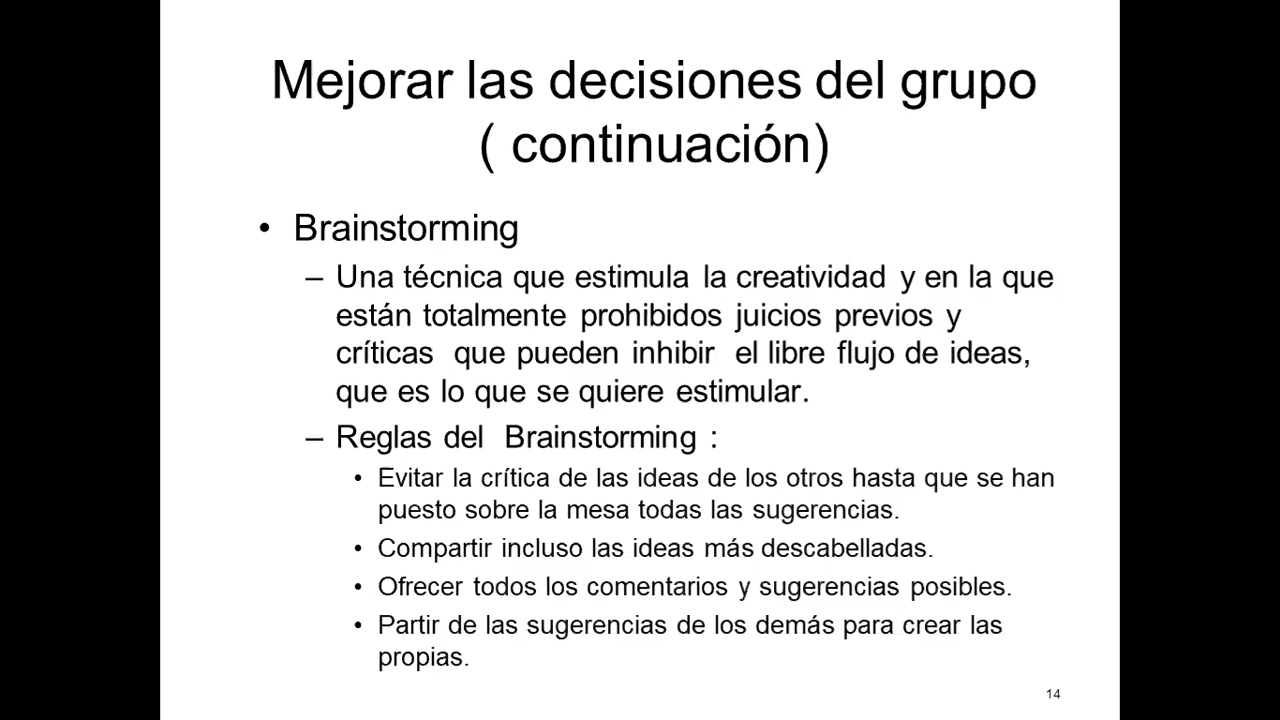 Mejorar las decisiones del grupo
( continuación)
• Brainstorming
– Una técnica que estimula la creatividad y en la que
están totalmente prohibidos juicios previos y
críticas que pueden inhibir el libre flujo de ideas,
que es lo que se quiere estimular.
– Reglas del Brainstorming :
• Evitar la crítica de las ideas de los otros hasta que se han
puesto sobre la mesa todas las sugerencias.
• Compartir incluso las ideas más descabelladas.
• Ofrecer todos los comentarios y sugerencias posibles.
• Partir de las sugerencias de los demás para crear las
propias.
14